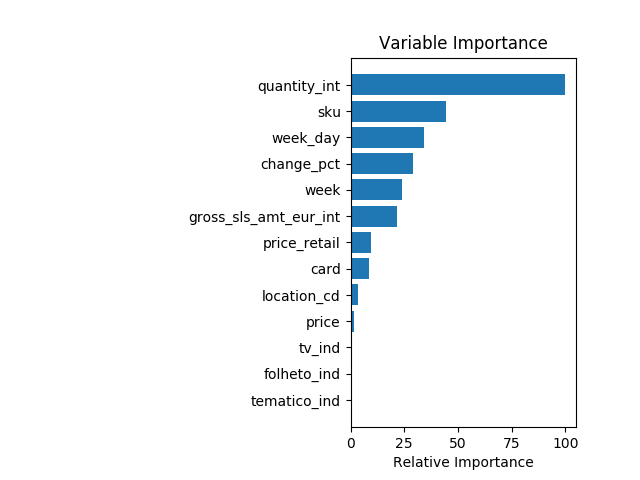 Variable Importance
quantity_int
sku
week_day
change_pct
week
gross_sls_amt_eur_int
price_retail
card
location_cd
price
tv_ind
folheto_ind
tematico_ind
0 25 50 75 100
Relative Importance